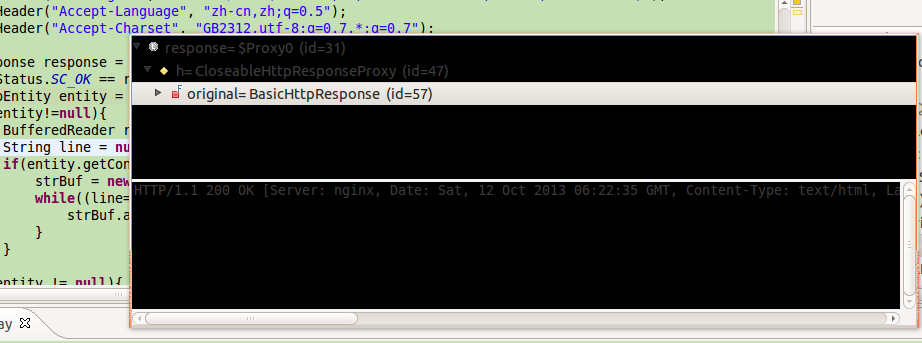 Header("Accept-Language", "zh-cn,zh;q=0.5");
Header("Accept-Charset", "GB2312,utf-8;q=0.7,*;q=0.7");
ponse response =
Status.SC_OK == r
pEntity entity =
entity!=null){
BufferedReader r
String line = nu
if(entity.getCon
strBuf = new
while((line=
strBuf.a
}
}
entity != null){
response= $Proxy0 (id=31)
h= CloseableHttpResponseProxy (id=47)
original= BasicHttpResponse (id=57)
HTTP/1.1 200 OK [Server: nginx, Date: Sat, 12 Oct 2013 06:22:35 GMT, Content-Type: text/html, La
ay